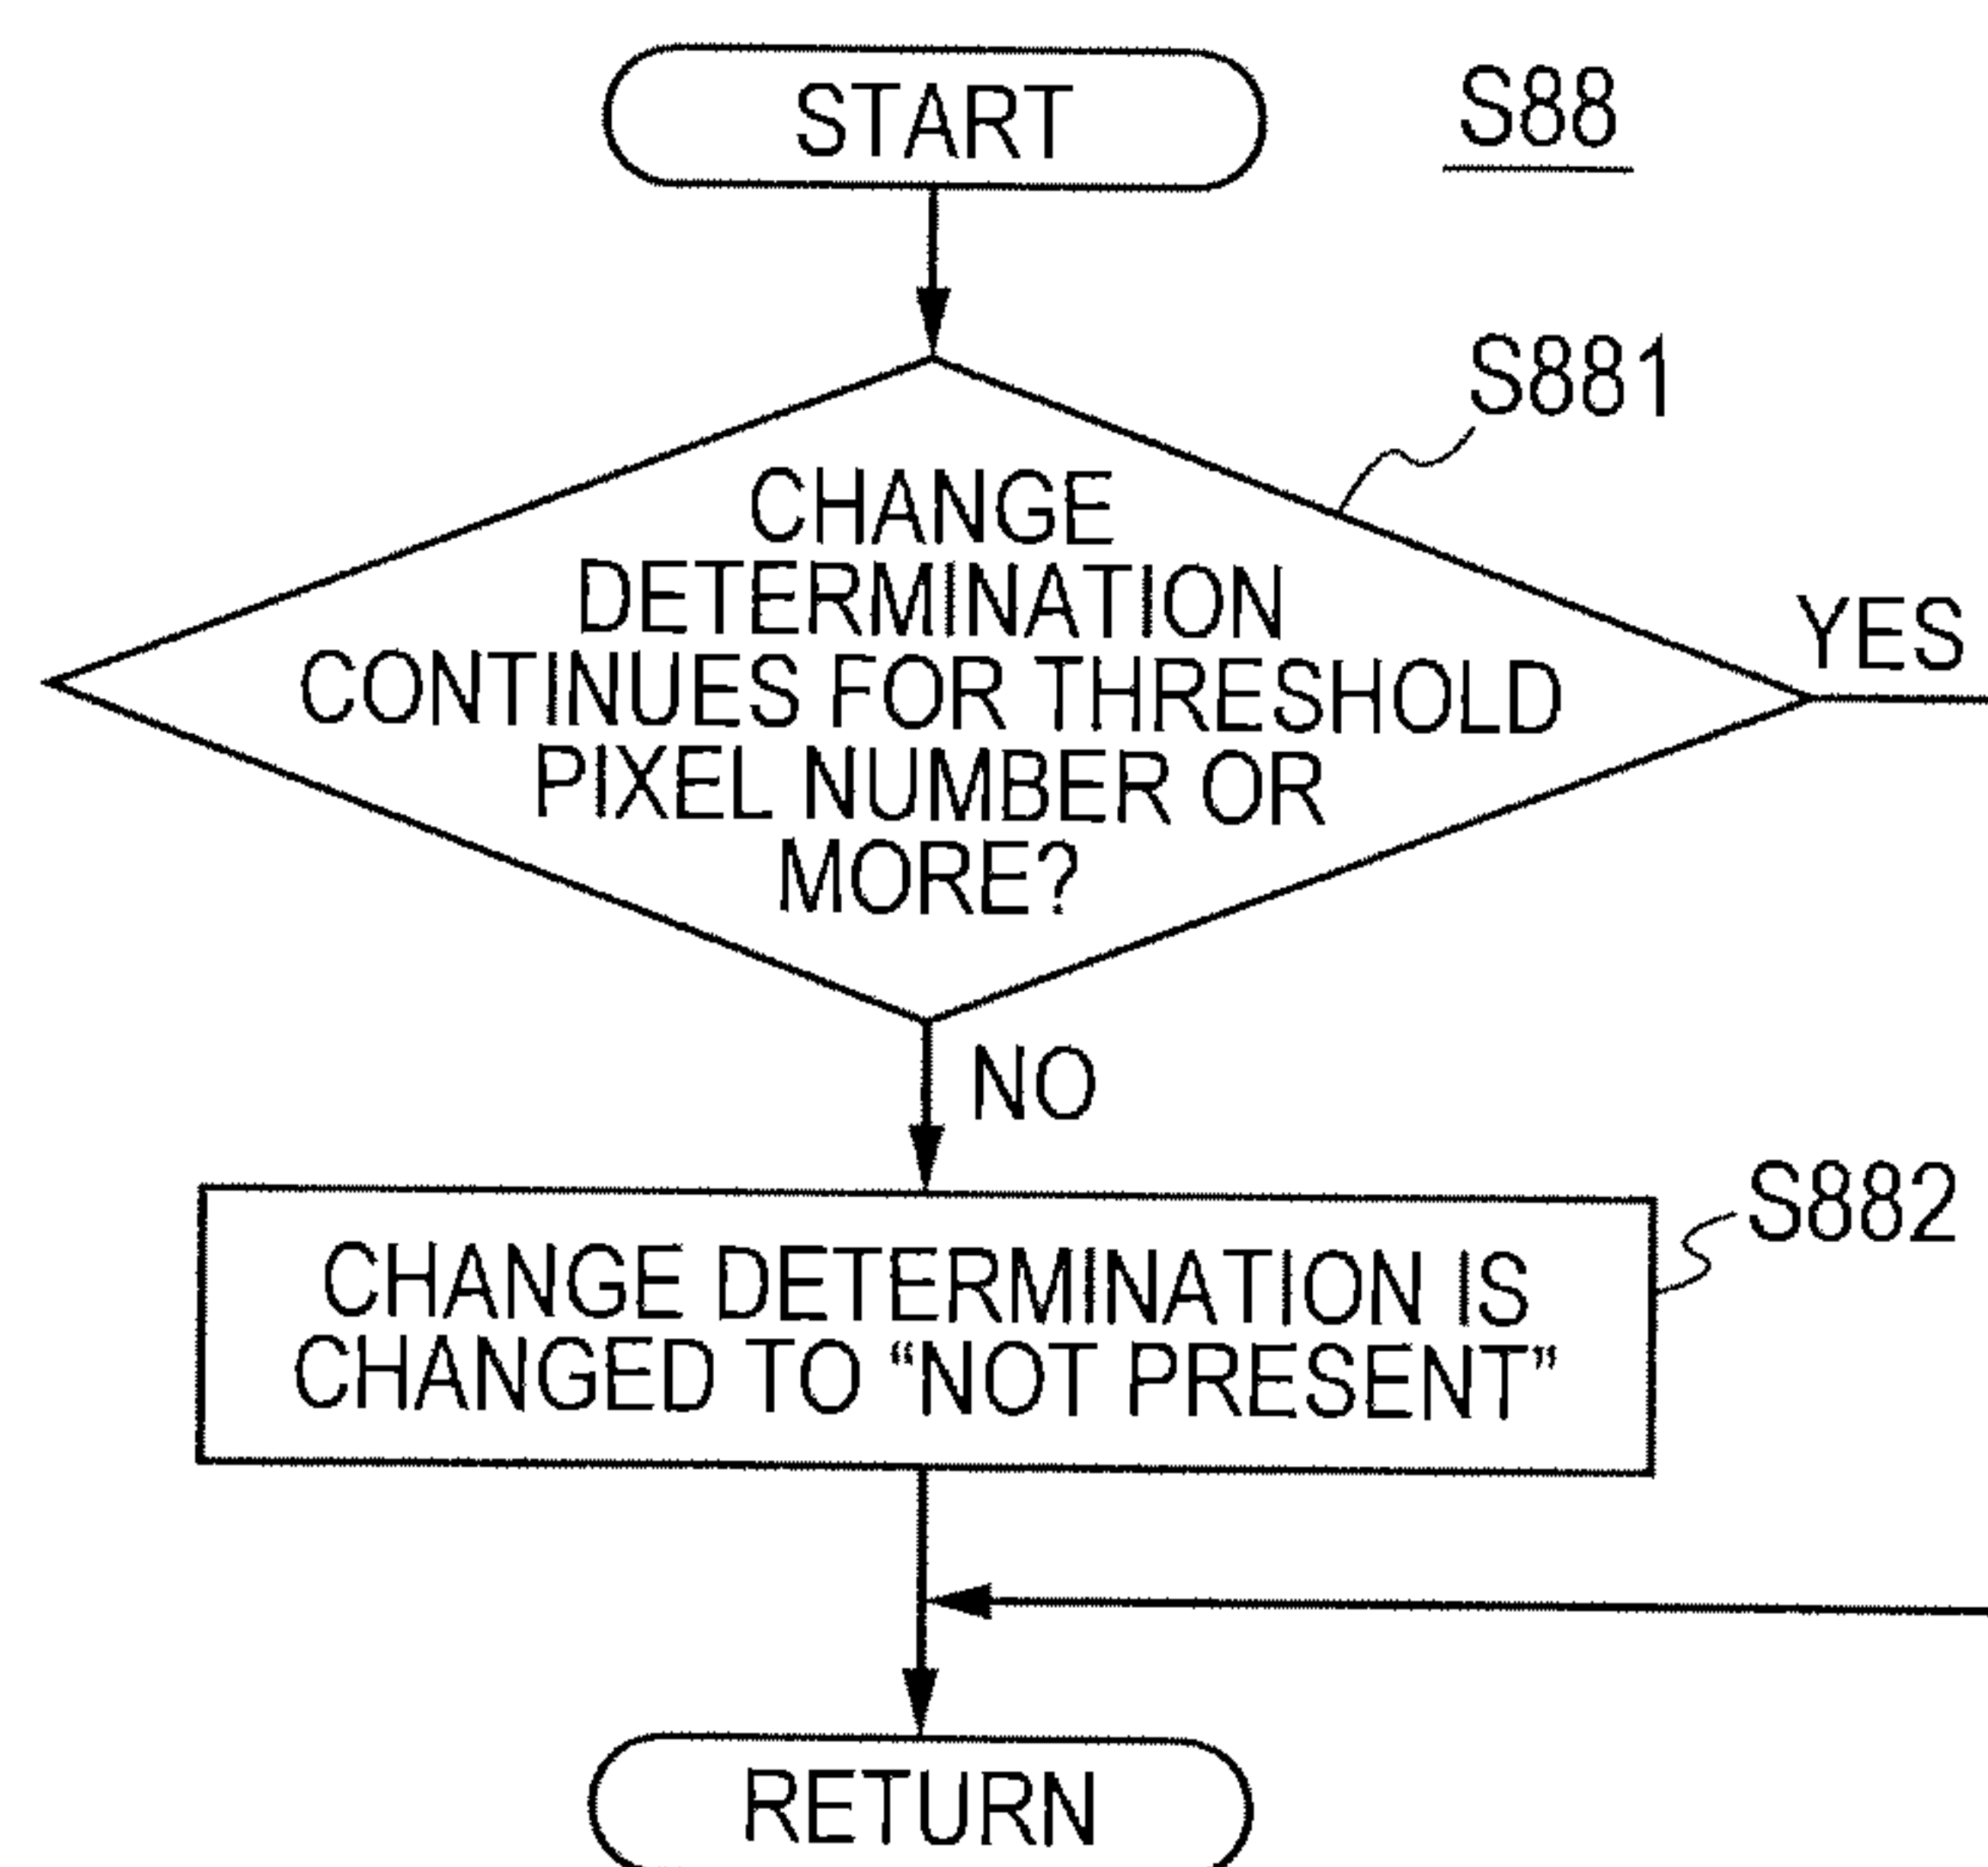 START
S88
S881
CHANGE
DETERMINATION
CONTINUES FOR THRESHOLD
PIXEL NUMBER OR
MORE?
YES
NO
S882
CHANGE DETERMINATION IS
CHANGED TO “NOT PRESENT”
RETURN